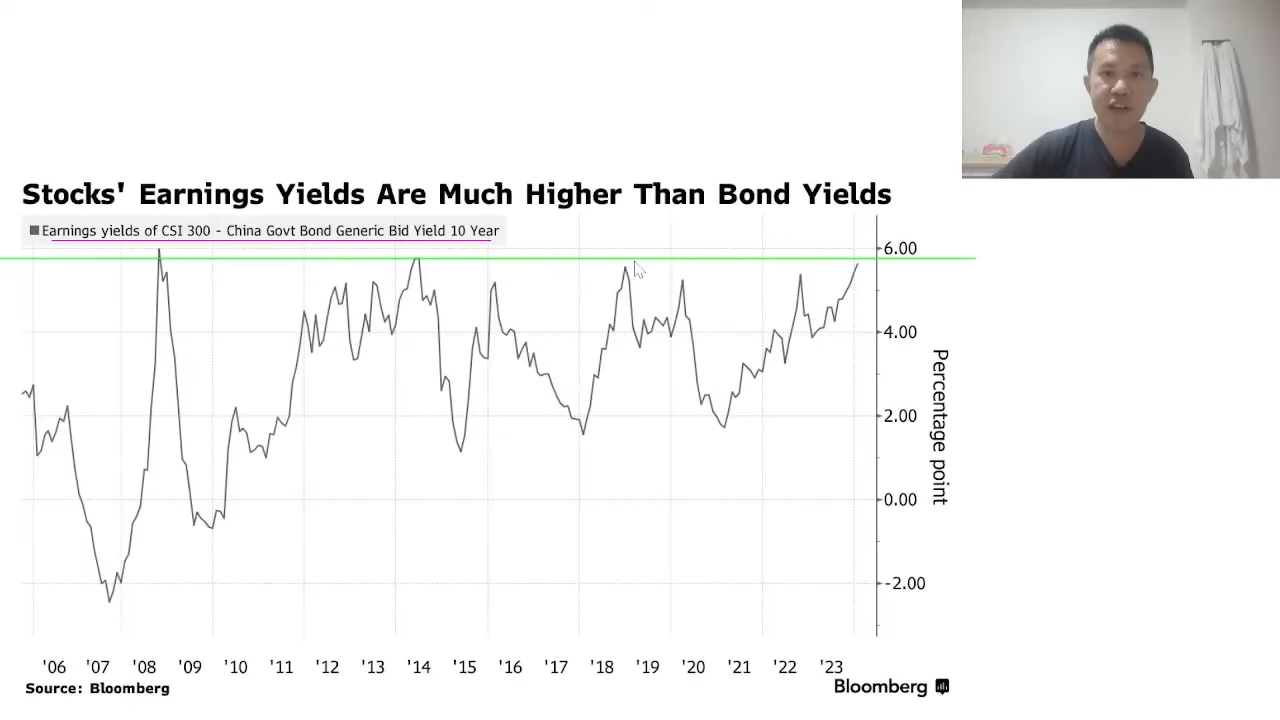 Stocks' Earnings Yields Are Much Higher Than Bond Yields
Earnings yields of CSI 300 - China Govt Bond Generic Bid Yield 10 Year
6.00
4.00
2.00
0.00
-2.00
Percentage point
'06 '07 '08 '09 '10 '11 '12 '13 '14 '15 '16 '17 '18 '19 '20 '21 '22 '23
Source: Bloomberg
Bloomberg